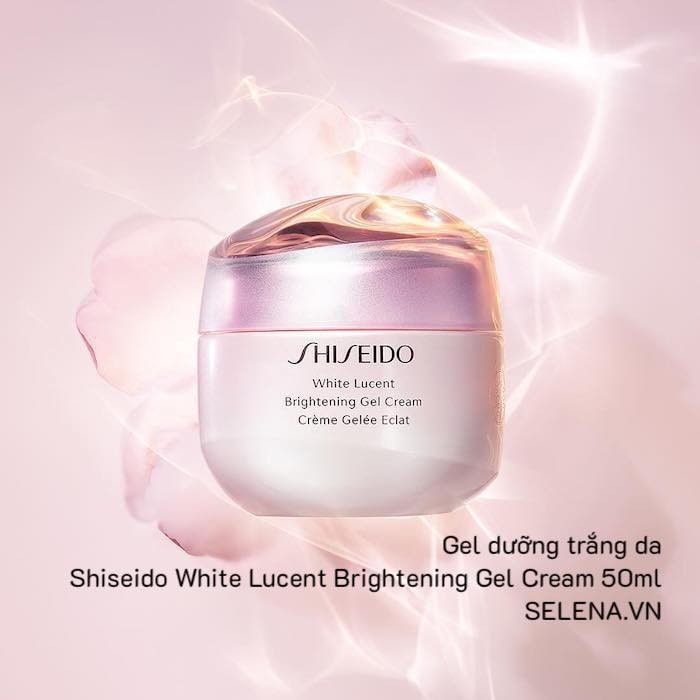 SHISEIDO
White Lucent
Brightening Gel Cream
Crème Gelée Eclat
Gel dưỡng trắng da
Shiseido White Lucent Brightening Gel Cream 50ml
SELENA.VN